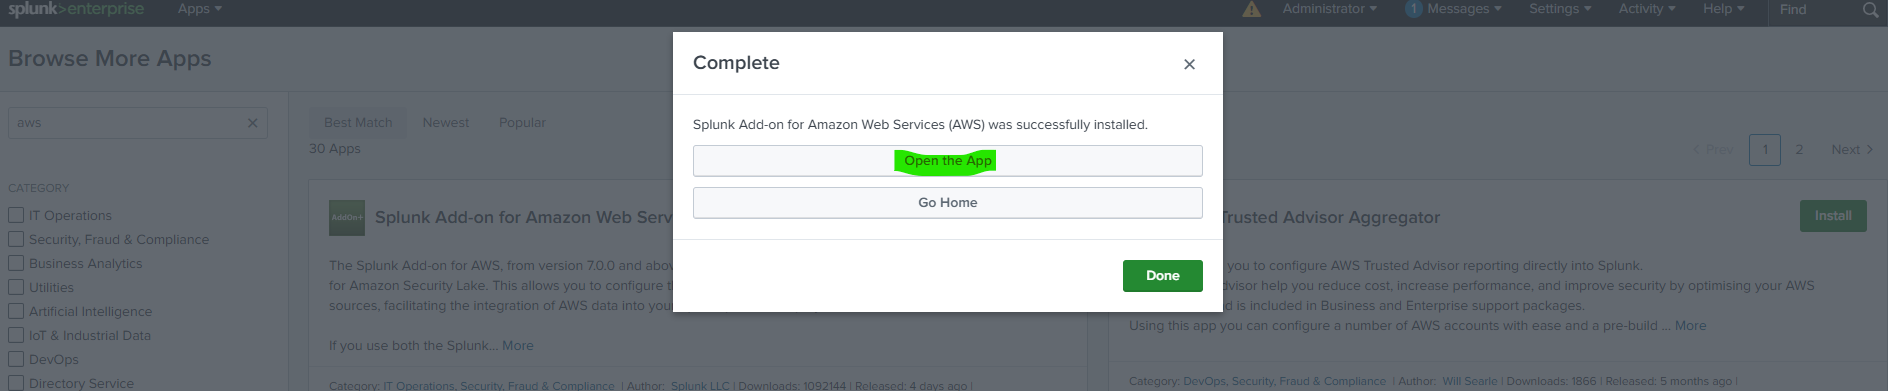 splunk>enterprise Apps Administrator 1 Messages Settings Activity Help Find
Browse More Apps
aws
Best Match Newest Popular
30 Apps
Prev 1 2 Next
CATEGORY
IT Operations
Security, Fraud & Compliance
Business Analytics
Utilities
Artificial Intelligence
IoT & Industrial Data
DevOps
Directory Service
Complete
Splunk Add-on for Amazon Web Services (AWS) was successfully installed.
Open the App
Go Home
Done
AddOn+ Splunk Add-on for Amazon Web Serv
The Splunk Add-on for AWS, from version 7.0.0 and abov
for Amazon Security Lake. This allows you to configure t
sources, facilitating the integration of AWS data into your
If you use both the Splunk... More
Category: IT Operations, Security, Fraud & Compliance | Author: Splunk LLC | Downloads: 1092144 | Released: 4 days ago |
Trusted Advisor Aggregator Install
you to configure AWS Trusted Advisor reporting directly into Splunk.
dvisor help you reduce cost, increase performance, and improve security by optimising your AWS
d is included in Business and Enterprise support packages.
Using this app you can configure a number of AWS accounts with ease and a pre-build ... More
Category: DevOps, Security, Fraud & Compliance | Author: Will Searle | Downloads: 1866 | Released: 5 months ago |